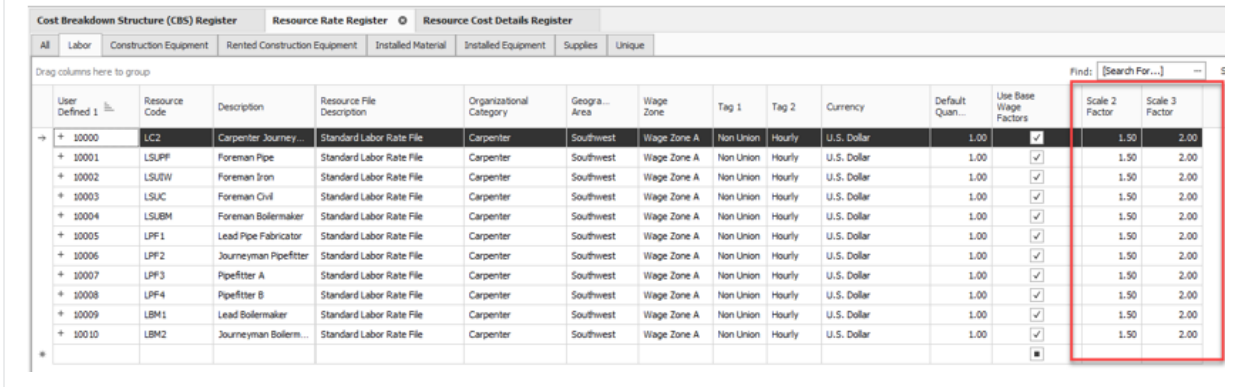 Cost Breakdown Structure (CBS) Register Resource Rate Register Resource Cost Details Register
All Labor Construction Equipment Rented Construction Equipment Installed Material Installed Equipment Supplies Unique
Drag columns here to group
Find: [Search For...] ... S
User Defined 1 Resource Code Description Resource File Description Organizational Category Geogra... Area Wage Zone Tag 1 Tag 2 Currency Default Quan... Use Base Wage Factors Scale 2 Factor Scale 3 Factor
+ 10000 LC2 Carpenter Journey... Standard Labor Rate File Carpenter Southwest Wage Zone A Non Union Hourly U.S. Dollar 1.00 1.50 2.00
+ 10001 LSUPF Foreman Pipe Standard Labor Rate File Carpenter Southwest Wage Zone A Non Union Hourly U.S. Dollar 1.00 1.50 2.00
+ 10002 LSUIW Foreman Iron Standard Labor Rate File Carpenter Southwest Wage Zone A Non Union Hourly U.S. Dollar 1.00 1.50 2.00
+ 10003 LSUC Foreman Civil Standard Labor Rate File Carpenter Southwest Wage Zone A Non Union Hourly U.S. Dollar 1.00 1.50 2.00
+ 10004 LSUBM Foreman Boilermaker Standard Labor Rate File Carpenter Southwest Wage Zone A Non Union Hourly U.S. Dollar 1.00 1.50 2.00
+ 10005 LPF1 Lead Pipe Fabricator Standard Labor Rate File Carpenter Southwest Wage Zone A Non Union Hourly U.S. Dollar 1.00 1.50 2.00
+ 10006 LPF2 Journeyman Pipefitter Standard Labor Rate File Carpenter Southwest Wage Zone A Non Union Hourly U.S. Dollar 1.00 1.50 2.00
+ 10007 LPF3 Pipefitter A Standard Labor Rate File Carpenter Southwest Wage Zone A Non Union Hourly U.S. Dollar 1.00 1.50 2.00
+ 10008 LPF4 Pipefitter B Standard Labor Rate File Carpenter Southwest Wage Zone A Non Union Hourly U.S. Dollar 1.00 1.50 2.00
+ 10009 LBM1 Lead Boilermaker Standard Labor Rate File Carpenter Southwest Wage Zone A Non Union Hourly U.S. Dollar 1.00 1.50 2.00
+ 10010 LBM2 Journeyman Boilerm... Standard Labor Rate File Carpenter Southwest Wage Zone A Non Union Hourly U.S. Dollar 1.00 1.50 2.00